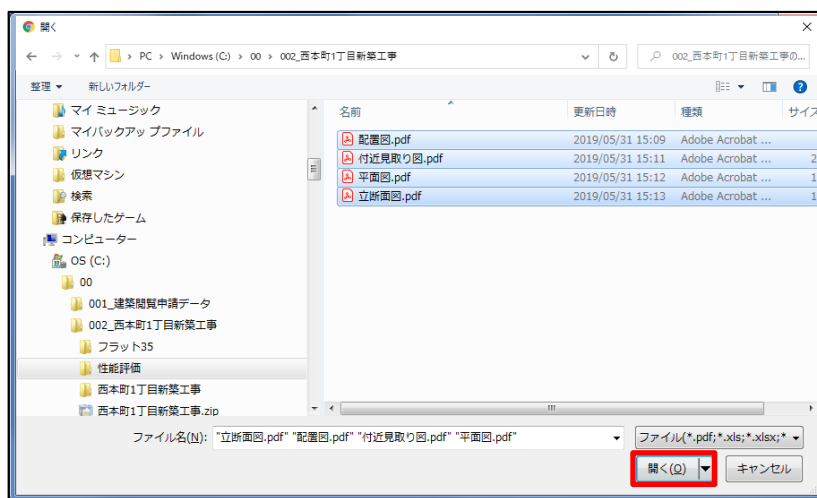 開く
PC > Windows (C:) > 00 > 002_西本町1丁目新築工事
002_西本町1丁目新築工事の...
整理 新しいフォルダー
マイ ミュージック
マイバックアップ プファイル
リンク
仮想マシン
検索
保存したゲーム
コンピューター
OS (C:)
00
001_建築閲覧申請データ
002_西本町1丁目新築工事
フラット35
性能評価
西本町1丁目新築工事
西本町1丁目新築工事.zip
名前 更新日時 種類 サイズ
配置図.pdf 2019/05/31 15:09 Adobe Acrobat ...
付近見取り図.pdf 2019/05/31 15:11 Adobe Acrobat ... 2
平面図.pdf 2019/05/31 15:12 Adobe Acrobat ... 1
立断面図.pdf 2019/05/31 15:13 Adobe Acrobat ... 1
ファイル名(N): "立断面図.pdf" "配置図.pdf" "付近見取り図.pdf" "平面図.pdf"
ファイル(*.pdf;*.xls;*.xlsx;*
開く(O) キャンセル